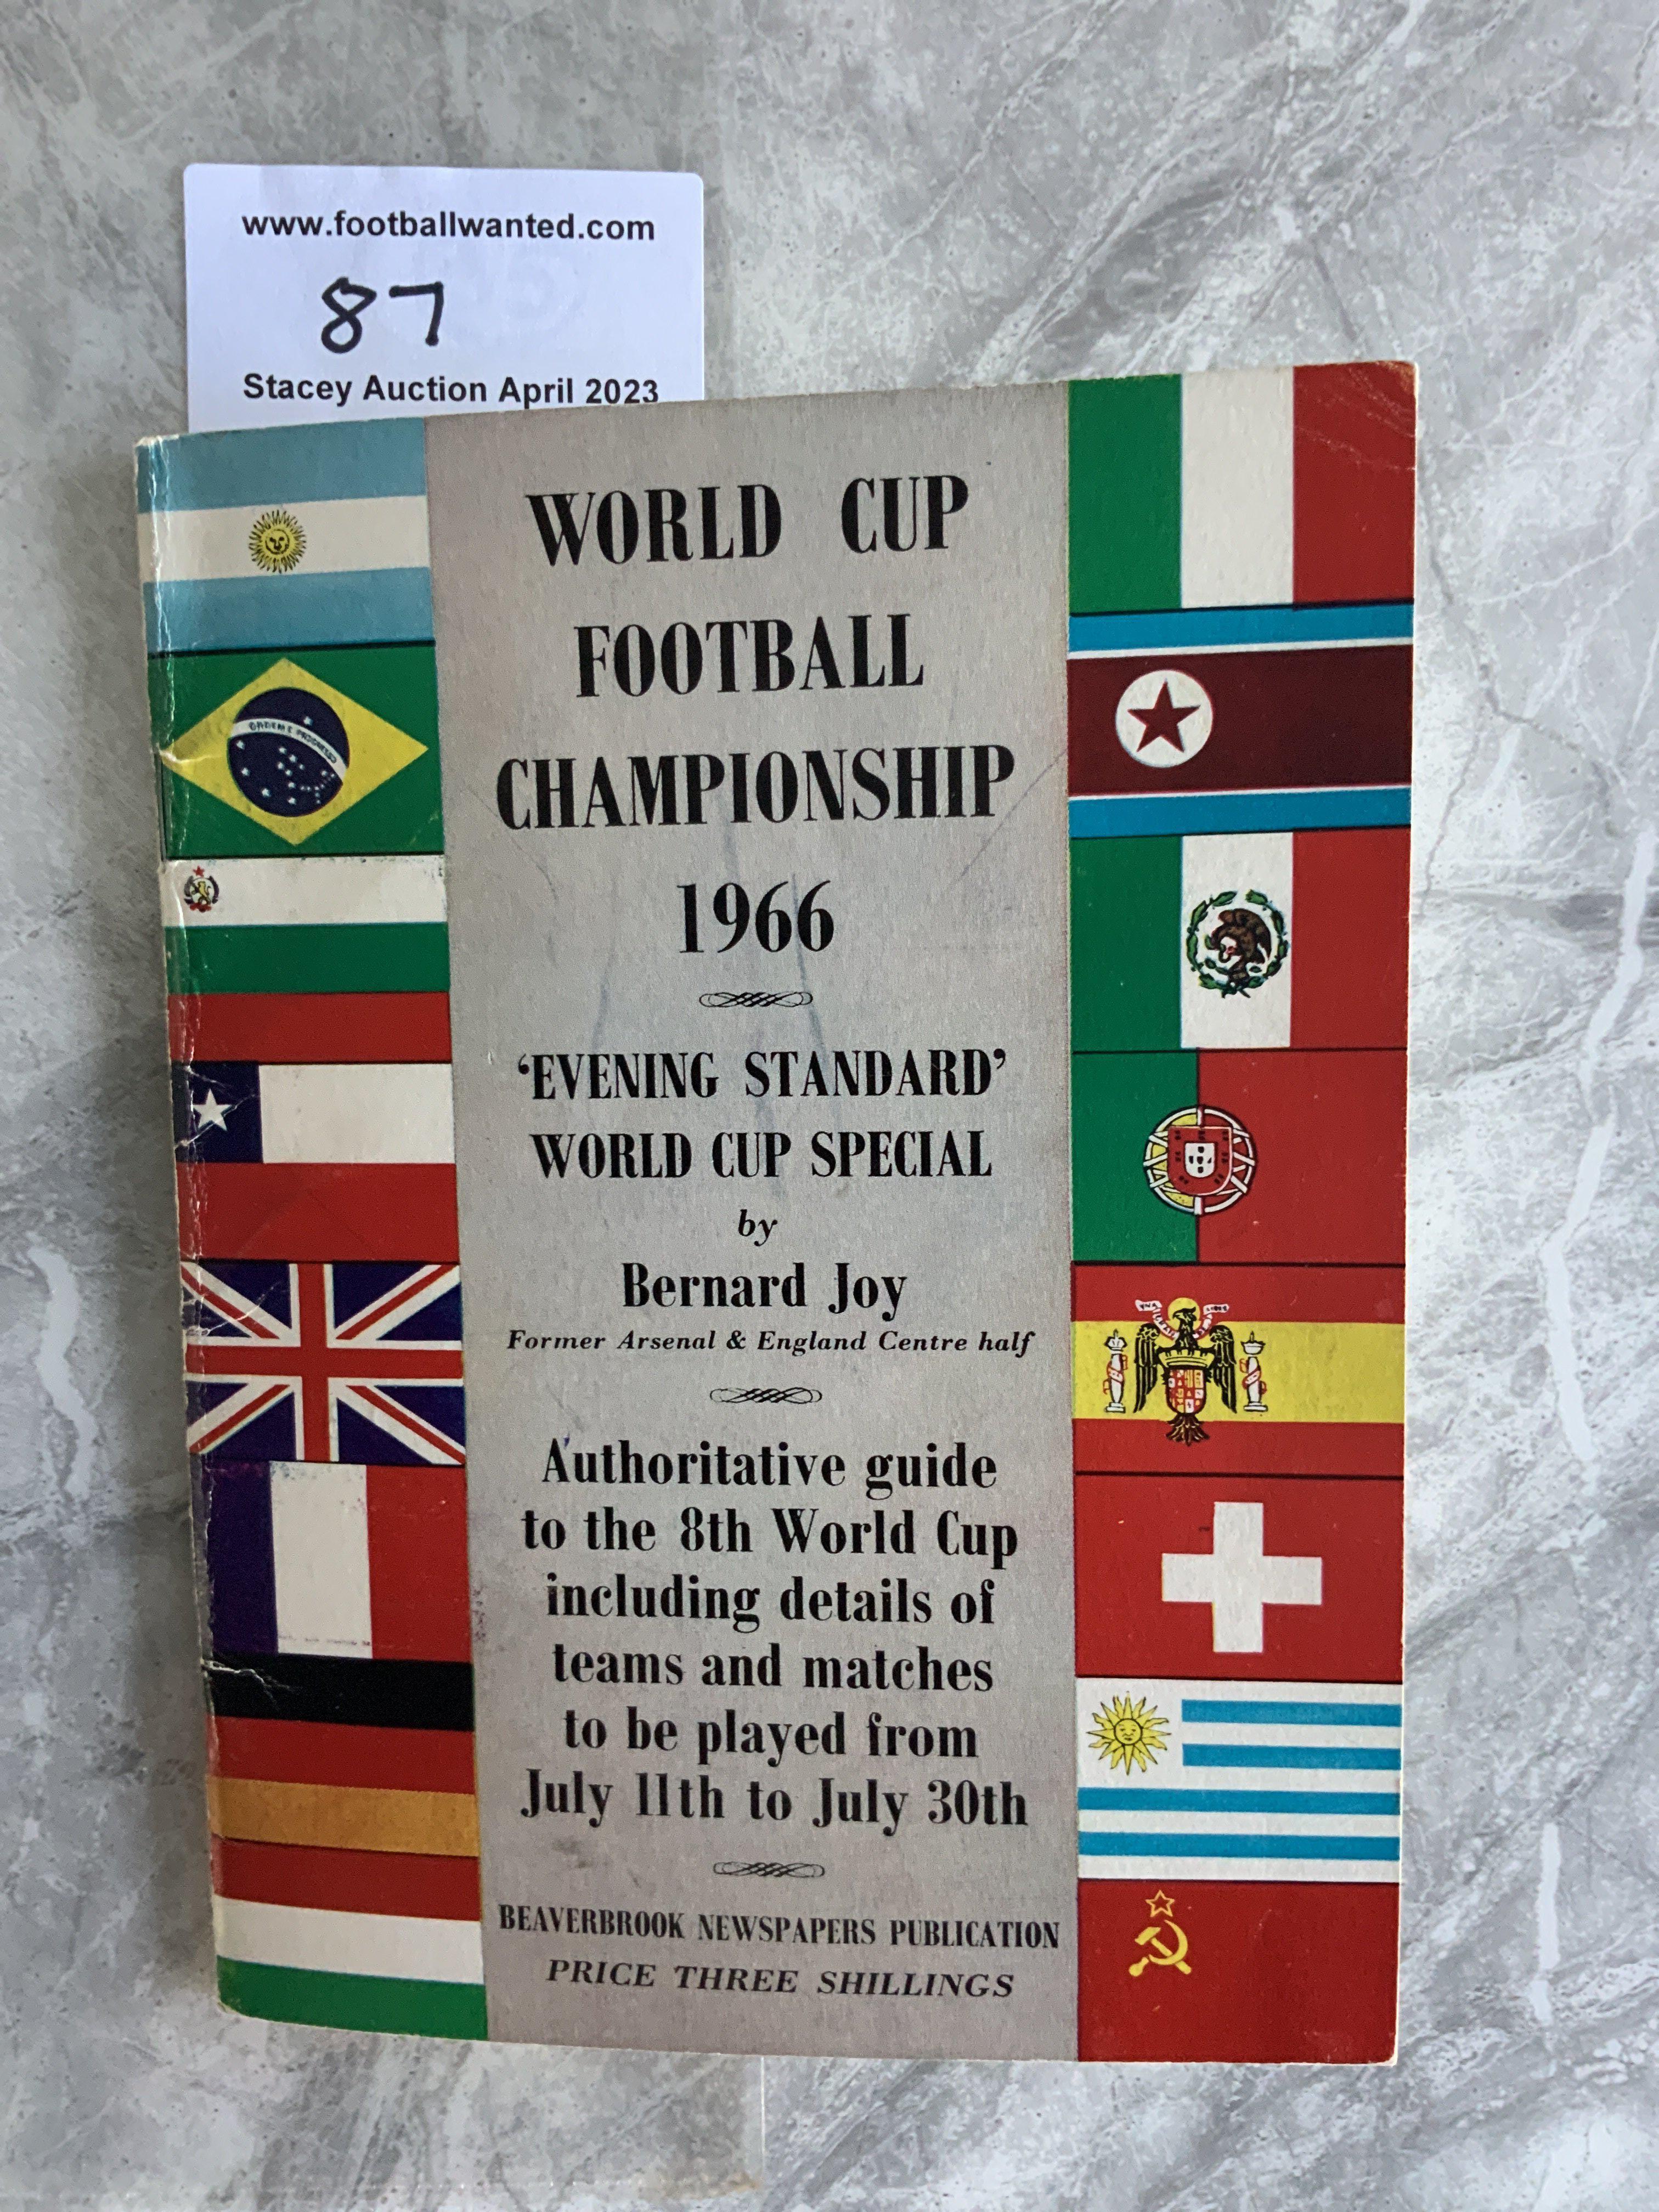 www.footballwanted.com
87
Stacey Auction April 2023
WORLD CUP
FOOTBALL
CHAMPIONSHIP
1966
‘EVENING STANDARD’
WORLD CUP SPECIAL
by
Bernard Joy
Former Arsenal & England Centre half
Authoritative guide
to the 8th World Cup
including details of
teams and matches
to be played from
July 11th to July 30th
BEAVERBROOK NEWSPAPERS PUBLICATION
PRICE THREE SHILLINGS
ORDEM E PROGRESSO